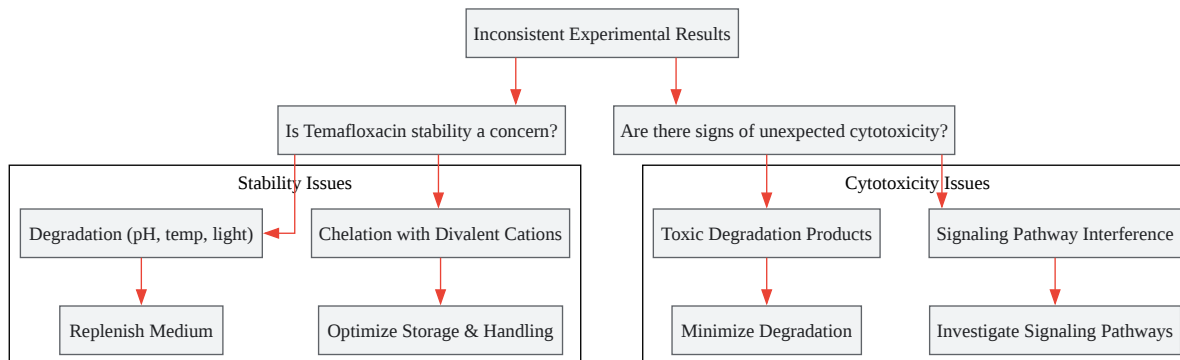 Inconsistent Experimental Results
Is Temafloxacin stability a concern?
Are there signs of unexpected cytotoxicity?
Stability Issues
Cytotoxicity Issues
Degradation (pH, temp, light)
Chelation with Divalent Cations
Toxic Degradation Products
Signaling Pathway Interference
Replenish Medium
Optimize Storage & Handling
Minimize Degradation
Investigate Signaling Pathways